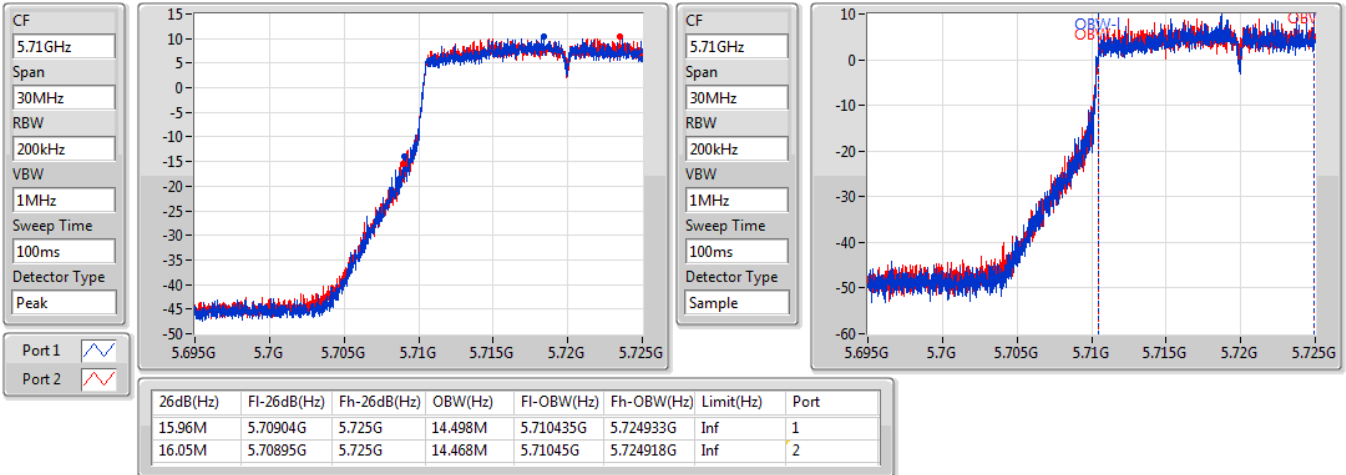 CF
5.71GHz
Span
30MHz
RBW
200kHz
VBW
1MHz
Sweep Time
100ms
Detector Type
Peak
Port 1
Port 2
15
10
5
0
-5
-10
-15
-20
-25
-30
-35
-40
-45
-50
5.695G 5.7G 5.705G 5.71G 5.715G 5.72G 5.725G
CF
5.71GHz
Span
30MHz
RBW
200kHz
VBW
1MHz
Sweep Time
100ms
Detector Type
Sample
10
0
-10
-20
-30
-40
-50
-60
5.695G 5.7G 5.705G 5.71G 5.715G 5.72G 5.725G
OBW-l
26dB(Hz) Fl-26dB(Hz) Fh-26dB(Hz) OBW(Hz) Fl-OBW(Hz) Fh-OBW(Hz) Limit(Hz) Port
15.96M 5.70904G 5.725G 14.498M 5.710435G 5.724933G Inf 1
16.05M 5.70895G 5.725G 14.468M 5.71045G 5.724918G Inf 2